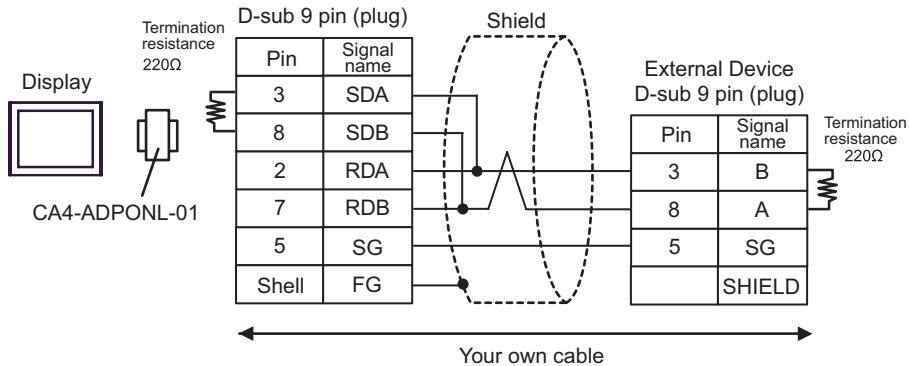 D-sub 9 pin (plug)
Shield
Termination
resistance
220Ω
Pin
Signal
name
3
SDA
8
SDB
2
RDA
7
RDB
5
SG
Shell
FG
Display
CA4-ADPONL-01
External Device
D-sub 9 pin (plug)
Pin
Signal
name
3
B
8
A
5
SG
SHIELD
Termination
resistance
220Ω
Your own cable